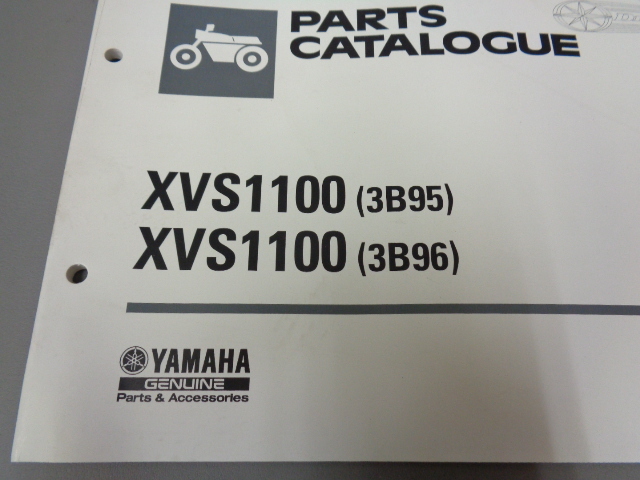 PARTS
CATALOGUE
XVS1100 (3B95)
XVS1100 (3B96)
YAMAHA
GENUINE
Parts & Accessories